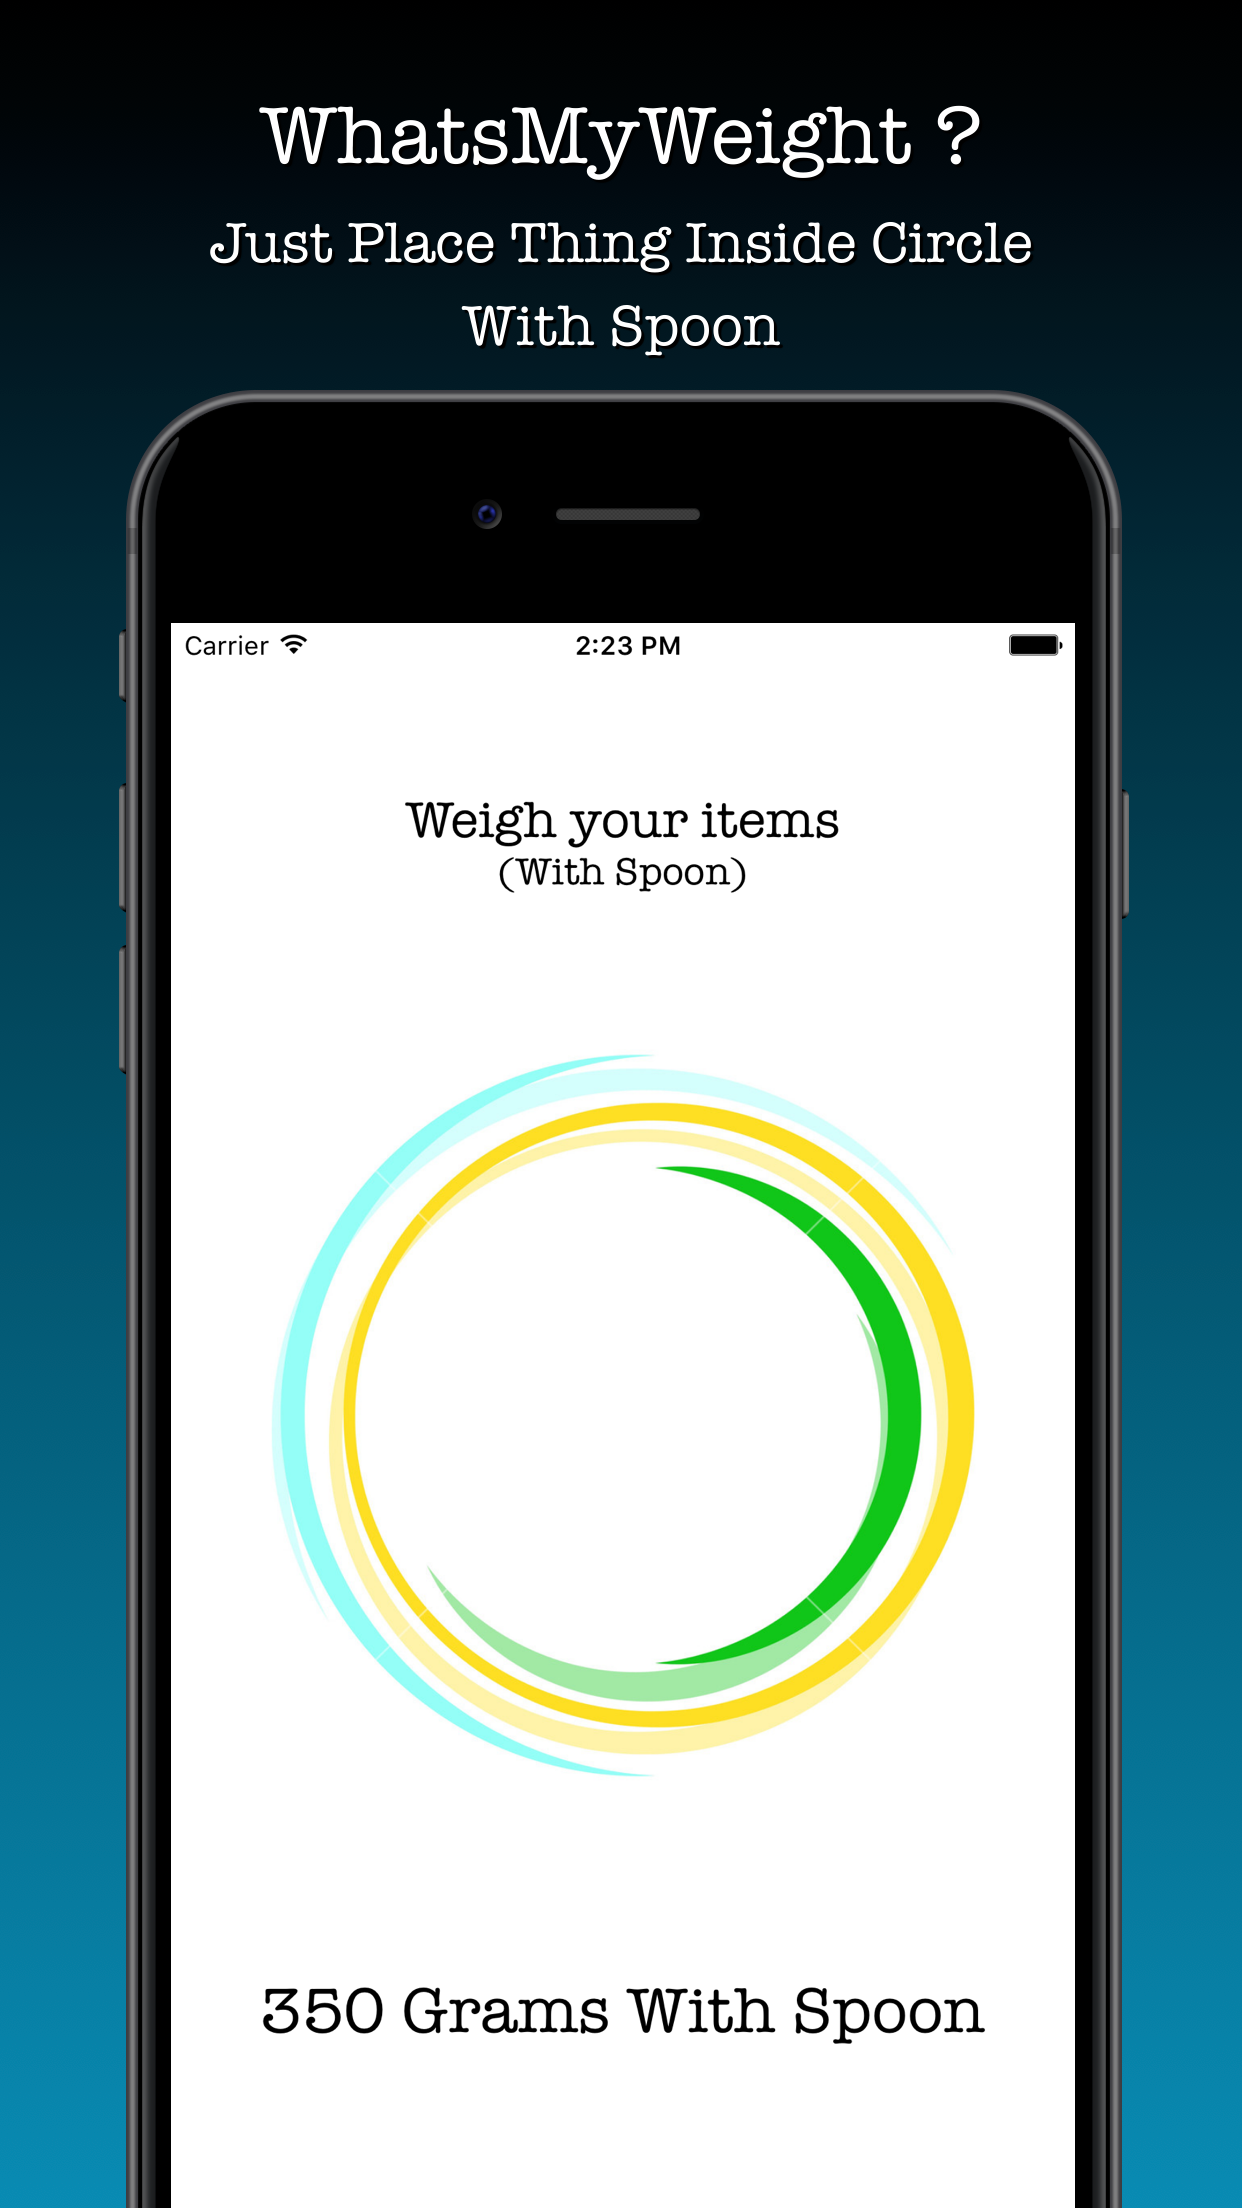 WhatsMyWeight ?
Just Place Thing Inside Circle
With Spoon
Carrier 2:23 PM
Weigh your items
(With Spoon)
350 Grams With Spoon